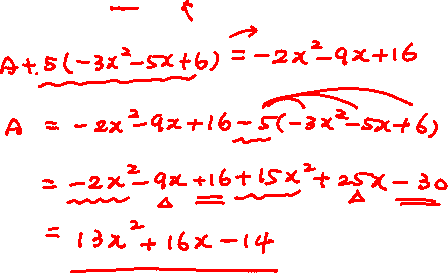 A+5(-3x²-5x+6) = -2x²-9x+16
A = -2x²-9x+16-5(-3x²-5x+6)
= -2x²-9x+16+15x²+25x-30
= 13x²+16x-14